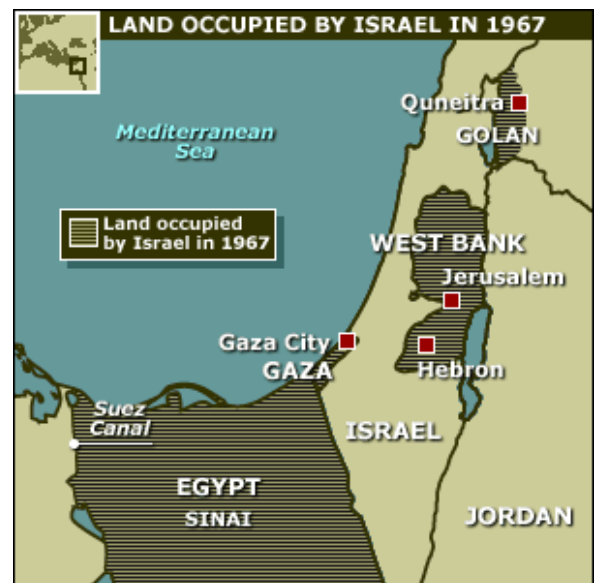 LAND OCCUPIED BY ISRAEL IN 1967
Quneitra
GOLAN
Mediterranean
Sea
Land occupied
by Israel in 1967
WEST BANK
Jerusalem
Gaza City
GAZA
Hebron
Suez
Canal
ISRAEL
EGYPT
SINAI
JORDAN